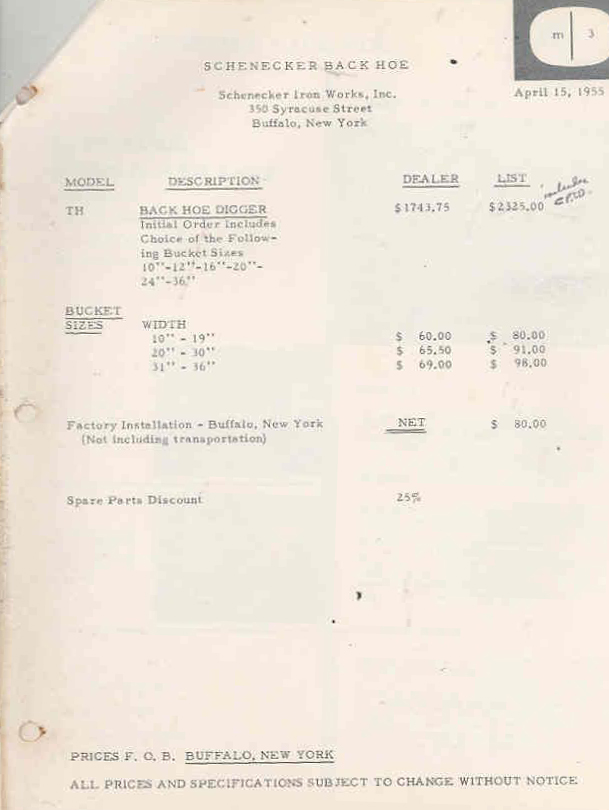 m | 3
SCHENECKER BACK HOE
Schenecker Iron Works, Inc.
350 Syracuse Street
Buffalo, New York
April 15, 1955
MODEL DESCRIPTION DEALER LIST
includes
TH BACK HOE DIGGER $1743.75 $2325.00
Initial Order Includes
Choice of the Follow-
ing Bucket Sizes
10"-12"-16"-20"-
24"-36"
BUCKET
SIZES WIDTH
10" - 19" $ 60.00 $ 80.00
20" - 30" $ 65.50 $ 91.00
31" - 36" $ 69.00 $ 98.00
Factory Installation - Buffalo, New York NET $ 80.00
(Not including transportation)
Spare Parts Discount 25%
PRICES F. O. B. BUFFALO, NEW YORK
ALL PRICES AND SPECIFICATIONS SUBJECT TO CHANGE WITHOUT NOTICE